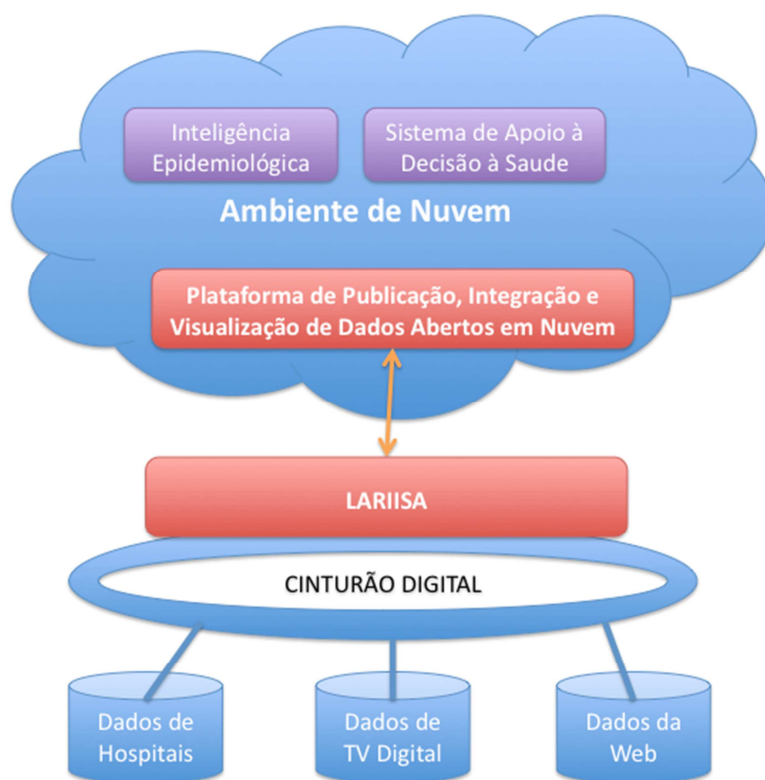 Inteligência
Epidemiológica
Sistema de Apoio à
Decisão à Saude
Ambiente de Nuvem
Plataforma de Publicação, Integração e
Visualização de Dados Abertos em Nuvem
LARIISA
CINTURÃO DIGITAL
Dados de
Hospitais
Dados de
TV Digital
Dados da
Web